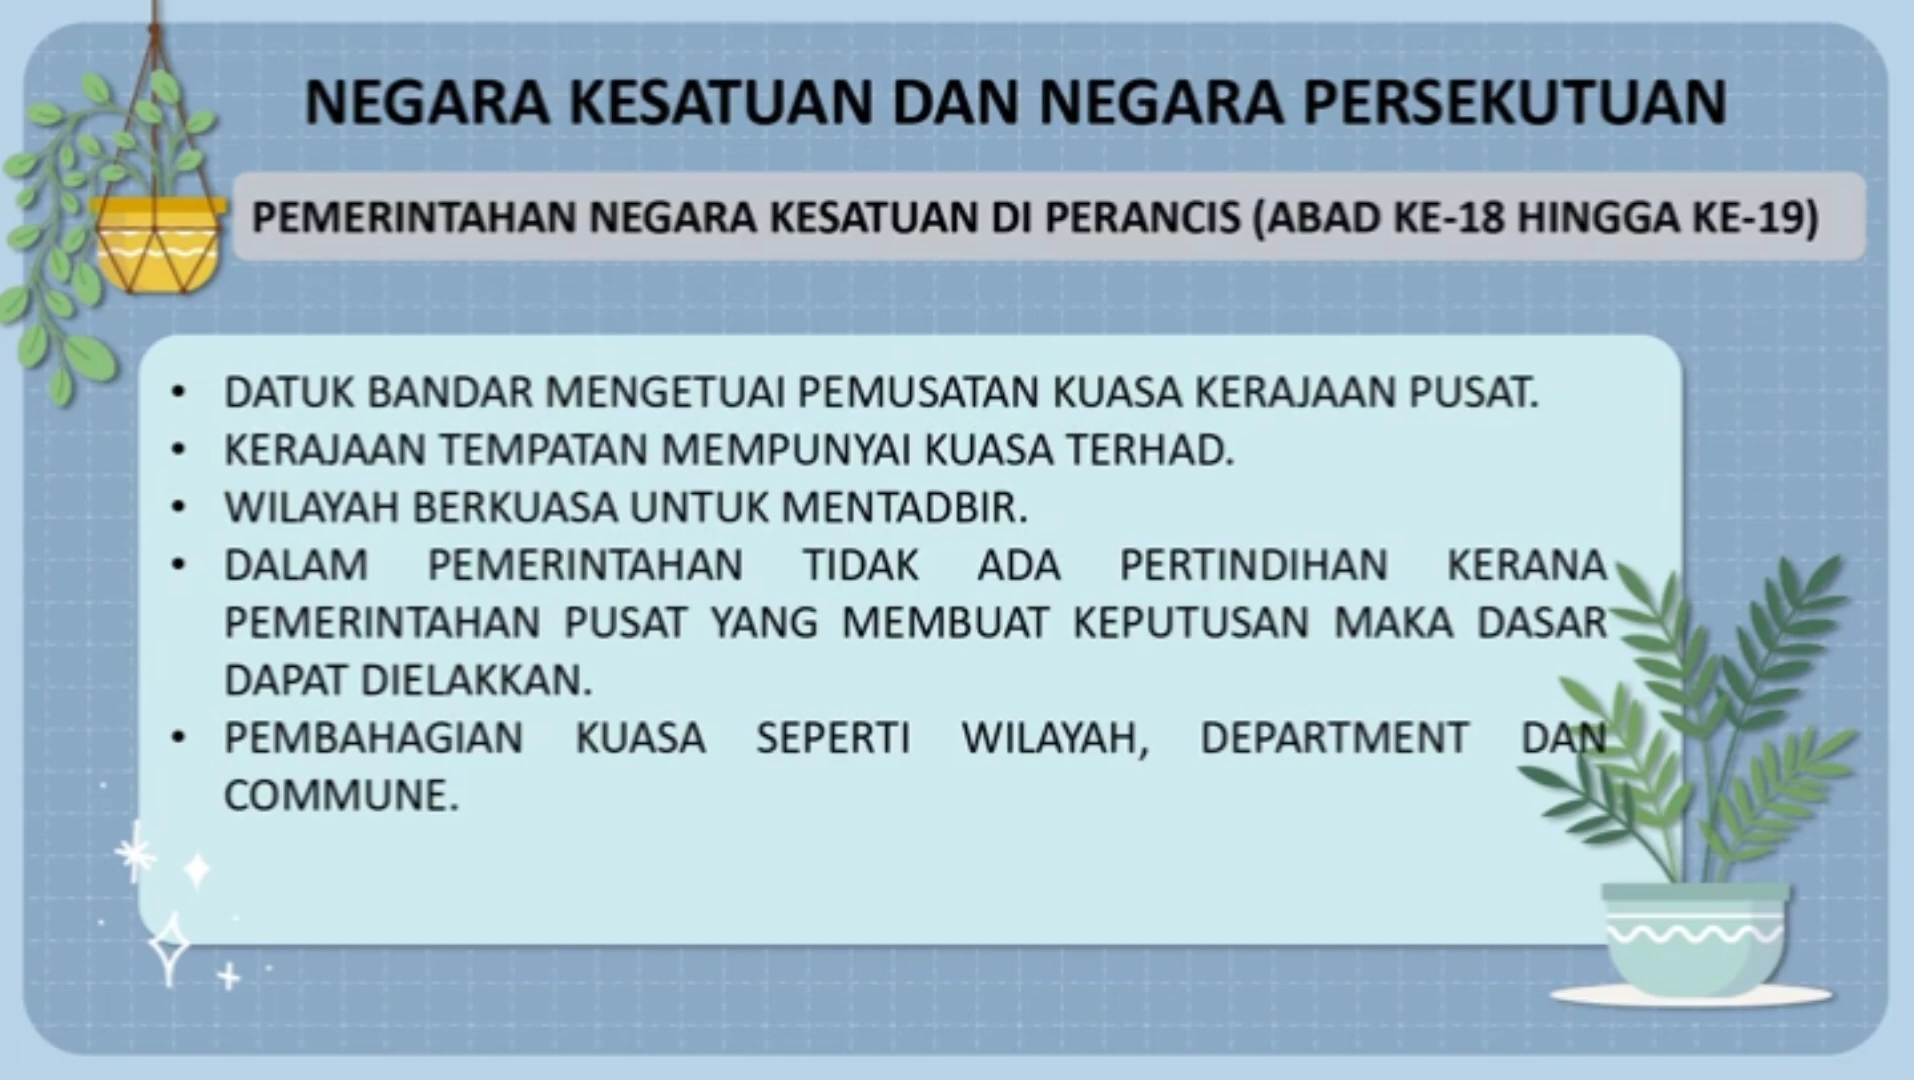 NEGARA KESATUAN DAN NEGARA PERSEKUTUAN
PEMERINTAHAN NEGARA KESATUAN DI PERANCIS (ABAD KE-18 HINGGA KE-19)
• DATUK BANDAR MENGETUAI PEMUSATAN KUASA KERAJAAN PUSAT.
• KERAJAAN TEMPATAN MEMPUNYAI KUASA TERHAD.
• WILAYAH BERKUASA UNTUK MENTADBIR.
• DALAM PEMERINTAHAN TIDAK ADA PERTINDIHAN KERANA
PEMERINTAHAN PUSAT YANG MEMBUAT KEPUTUSAN MAKA DASAR
DAPAT DIELAKKAN.
• PEMBAHAGIAN KUASA SEPERTI WILAYAH, DEPARTMENT DAN
COMMUNE.